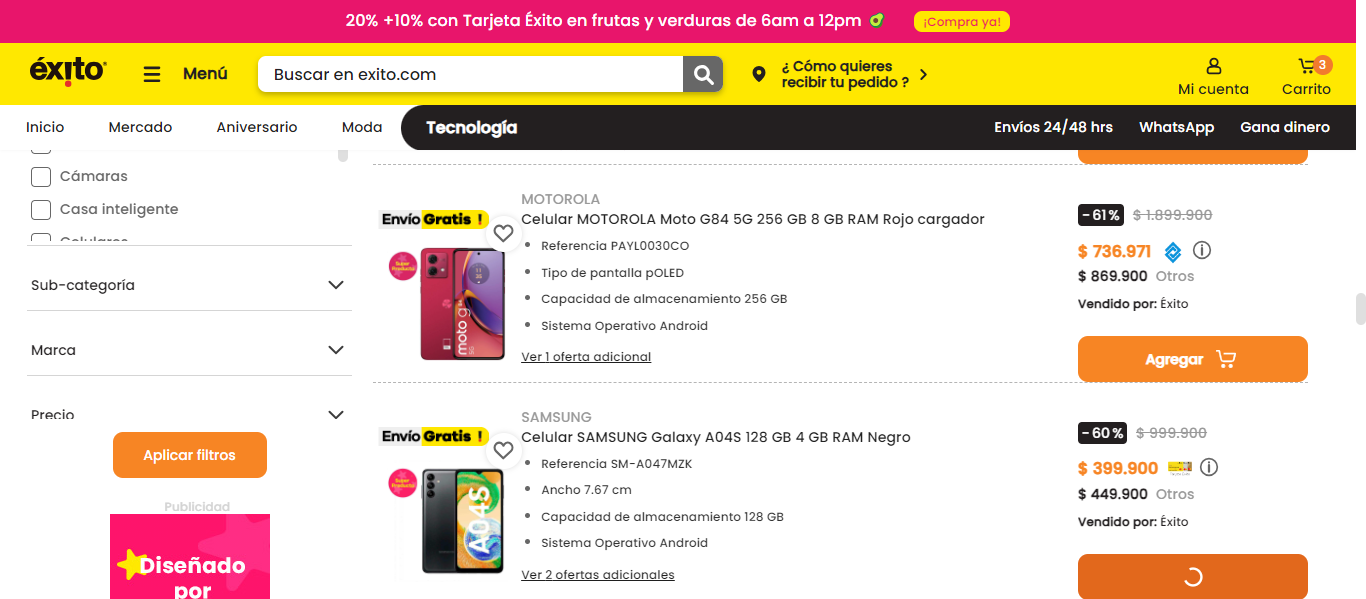 20% +10% con Tarjeta Éxito en frutas y verduras de 6am a 12pm
¡Compra ya!
éxito
Menú
Buscar en exito.com
¿ Cómo quieres
recibir tu pedido ?
Mi cuenta
3
Carrito
Inicio
Mercado
Aniversario
Moda
Tecnología
Envíos 24/48 hrs
WhatsApp
Gana dinero
Cámaras
Casa inteligente
Celulares
Sub-categoría
Marca
Precio
Aplicar filtros
Publicidad
Diseñado
por
Envío Gratis !
Super
Producto
moto g
MOTOROLA
Celular MOTOROLA Moto G84 5G 256 GB 8 GB RAM Rojo cargador
Referencia PAYL0030CO
Tipo de pantalla pOLED
Capacidad de almacenamiento 256 GB
Sistema Operativo Android
Ver 1 oferta adicional
-61%
$ 1.899.900
$ 736.971
$ 869.900 Otros
Vendido por: Éxito
Agregar
Envío Gratis !
Super
Producto
A04S
SAMSUNG
Celular SAMSUNG Galaxy A04S 128 GB 4 GB RAM Negro
Referencia SM-A047MZK
Ancho 7.67 cm
Capacidad de almacenamiento 128 GB
Sistema Operativo Android
Ver 2 ofertas adicionales
-60%
$ 999.900
$ 399.900
$ 449.900 Otros
Vendido por: Éxito